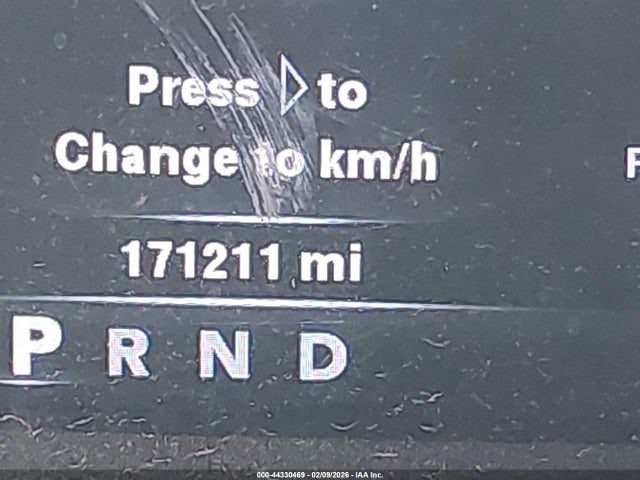 Press ▷ to
Change to km/h
171211 mi
P R N D
000-44330469 - 02/09/2026 - IAA Inc.